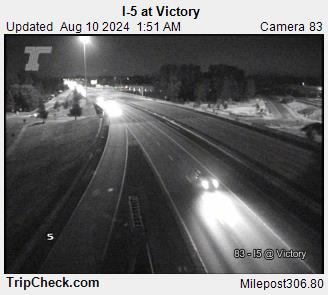 I-5 at Victory
Updated Aug 10 2024 1:51 AM Camera 83
T
S
83 - I5 @ Victory
TripCheck.com Milepost306.80